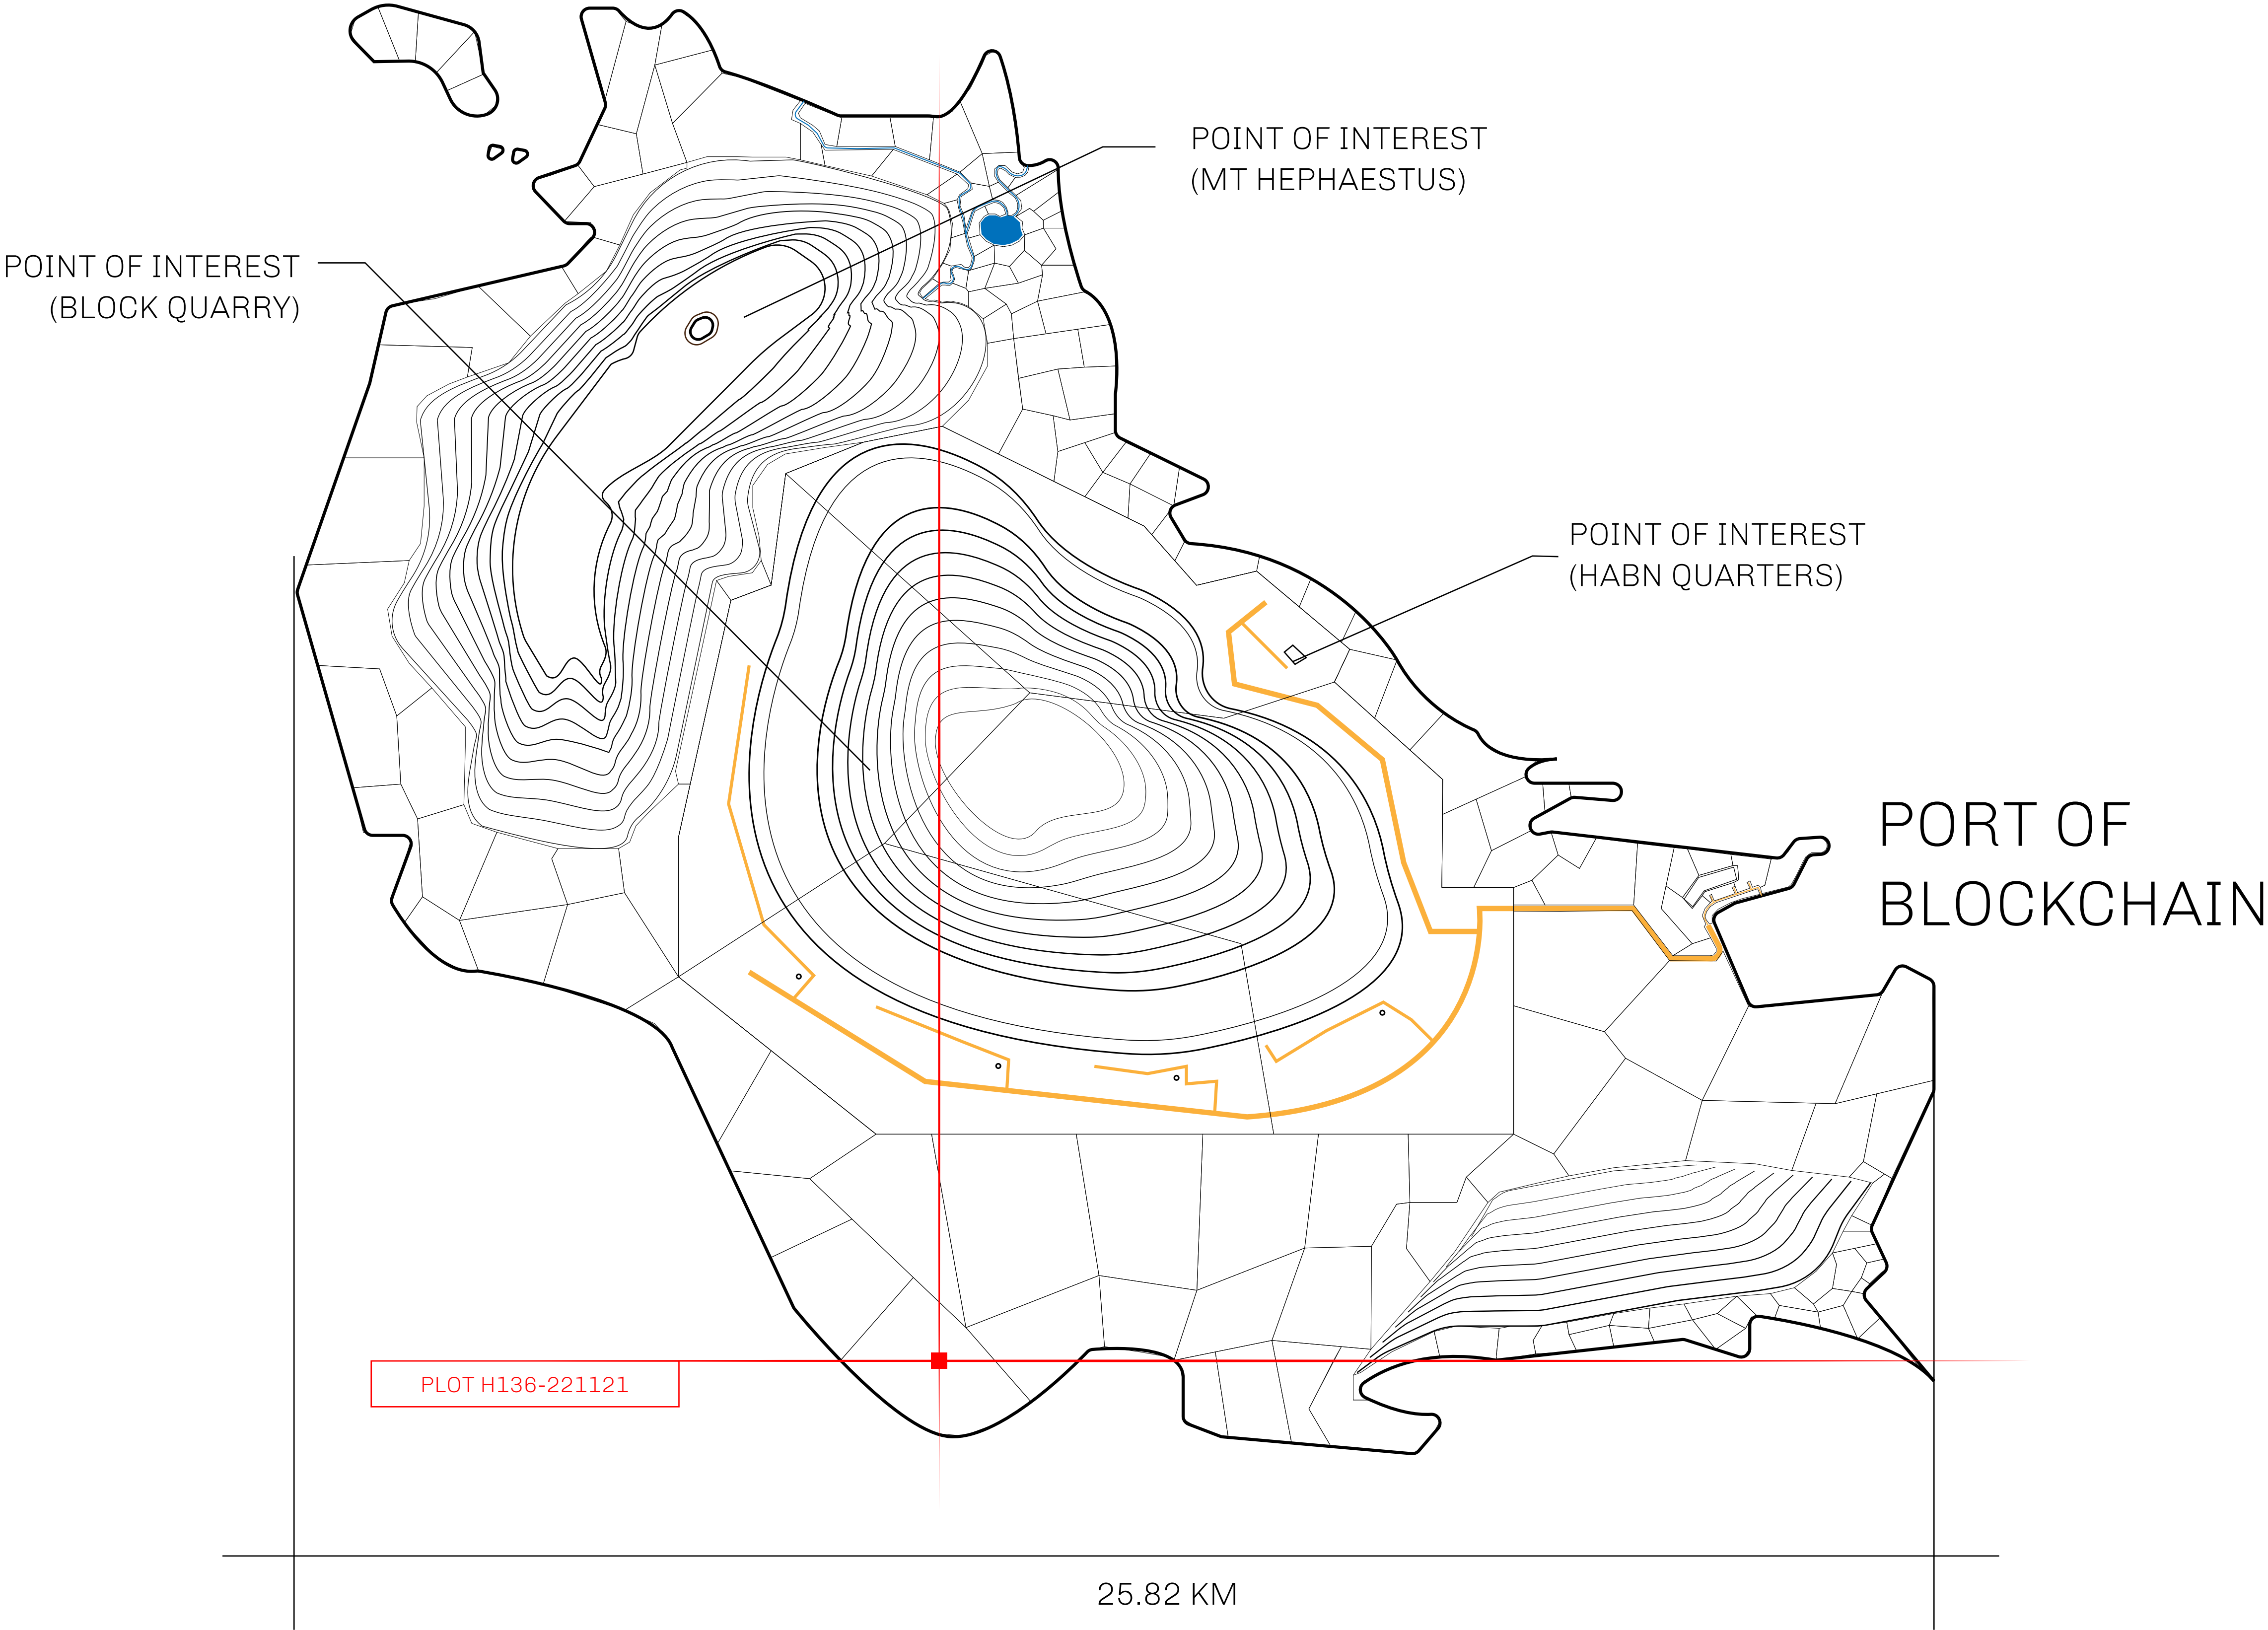 POINT OF INTEREST
(MT HEPHAESTUS)
POINT OF INTEREST
(BLOCK QUARRY)
POINT OF INTEREST
(HABN QUARTERS)
PORT OF
BLOCKCHAIN
PLOT H136-221121
25.82 KM